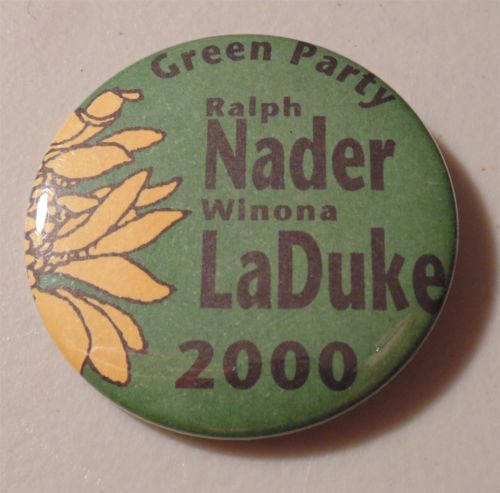 Green Party
Ralph
Nader
Winona
LaDuke
2000